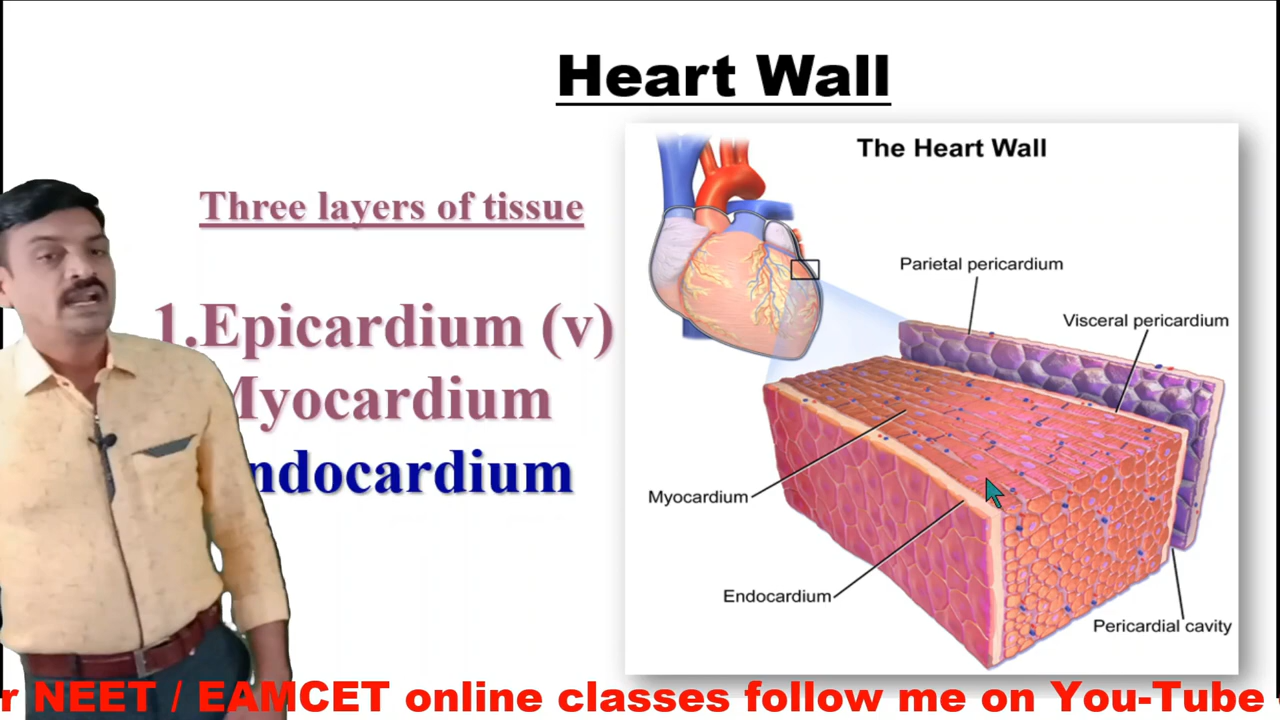 Heart Wall
Three layers of tissue
1.Epicardium (v)
Myocardium
ndocardium
The Heart Wall
Parietal pericardium
Visceral pericardium
Myocardium
Endocardium
Pericardial cavity
r NEET / EAMCET online classes follow me on You-Tube